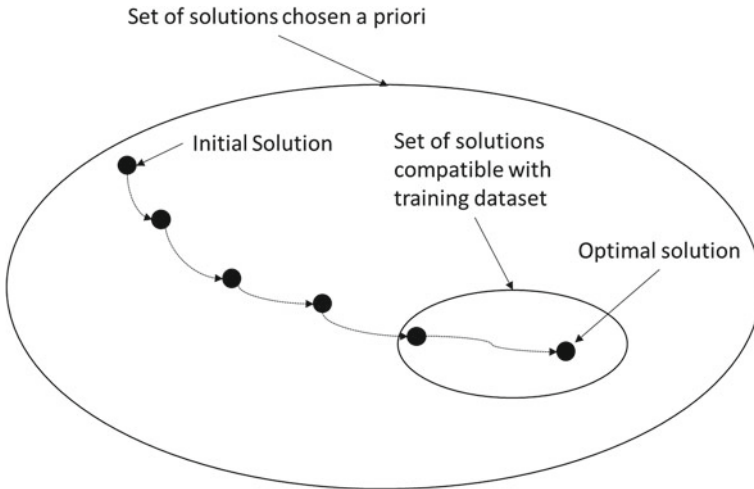 Set of solutions chosen a priori
Initial Solution
Set of solutions
compatible with
training dataset
Optimal solution